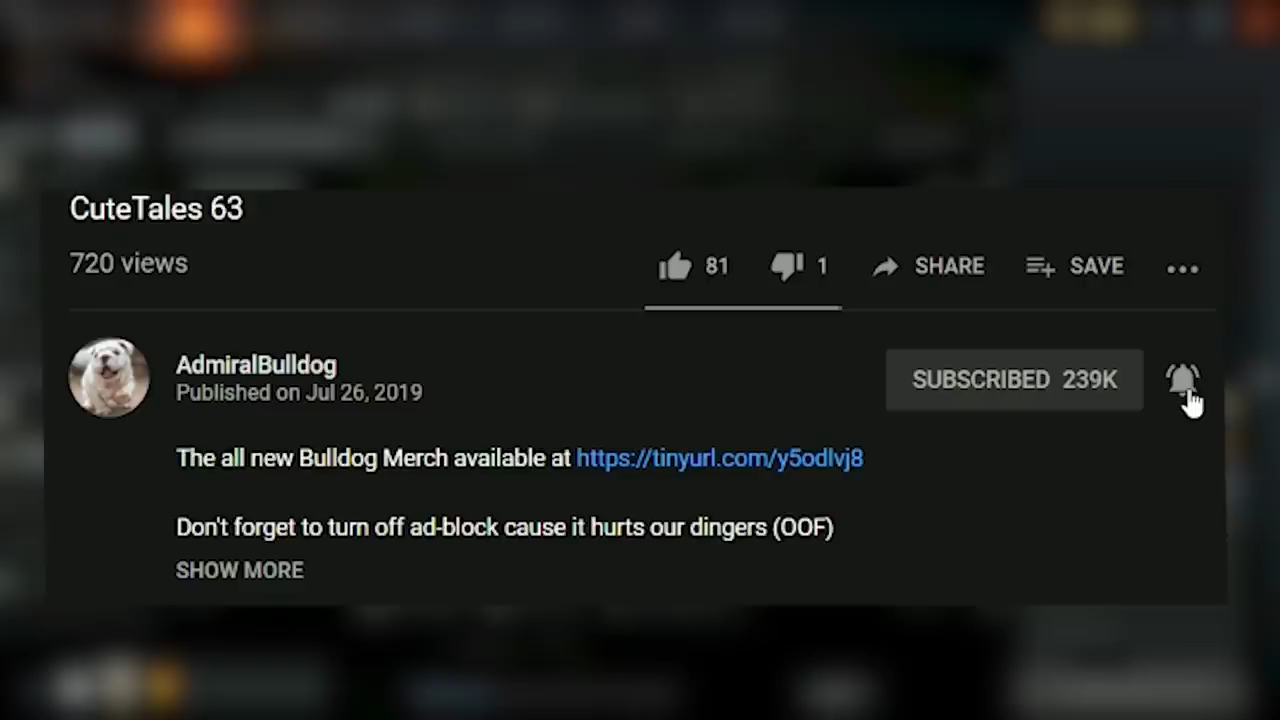 CuteTales 63
720 views
81 1 SHARE SAVE
AdmiralBulldog
Published on Jul 26, 2019
SUBSCRIBED 239K
The all new Bulldog Merch available at https://tinyurl.com/y5odlvj8
Don't forget to turn off ad-block cause it hurts our dingers (OOF)
SHOW MORE